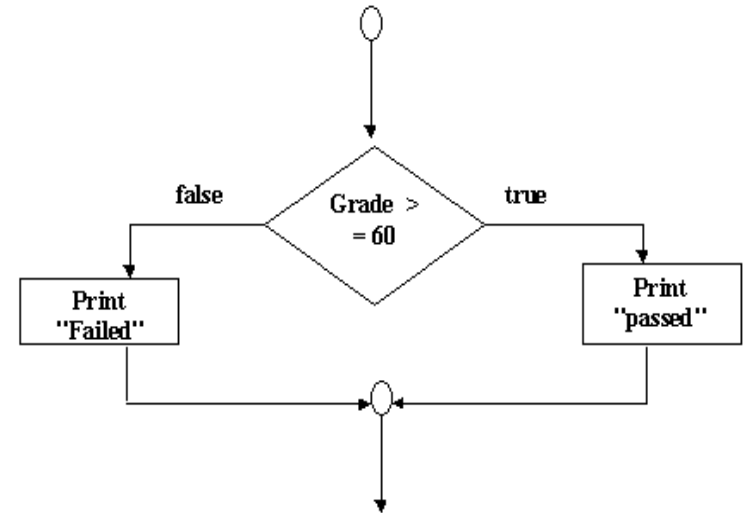 false
Grade >
= 60
true
Print
"Failed"
Print
"passed"